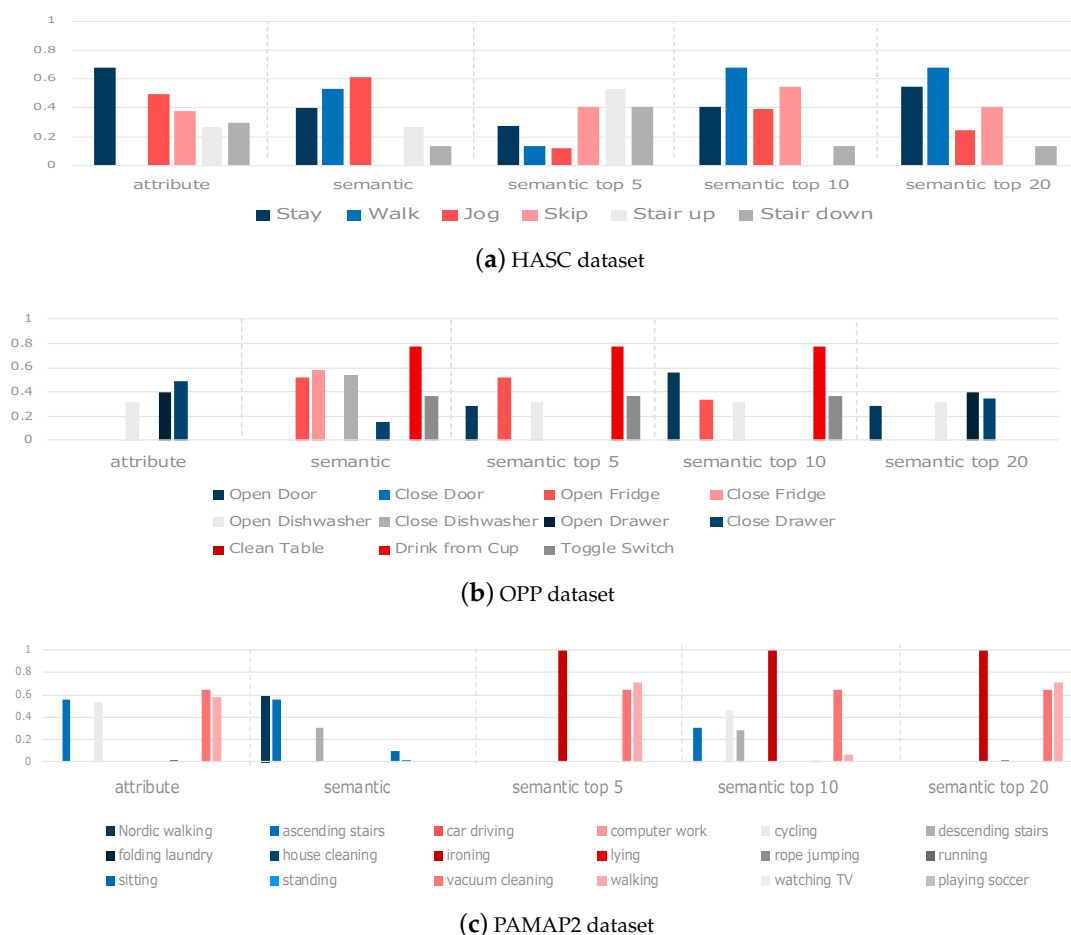 1
0.8
0.6
0.4
0.2
0
attribute semantic semantic top 5 semantic top 10 semantic top 20
Stay Walk Jog Skip Stair up Stair down
(a) HASC dataset
1
0.8
0.6
0.4
0.2
0
attribute semantic semantic top 5 semantic top 10 semantic top 20
Open Door Close Door Open Fridge Close Fridge
Open Dishwasher Close Dishwasher Open Drawer Close Drawer
Clean Table Drink from Cup Toggle Switch
(b) OPP dataset
1
0.8
0.6
0.4
0.2
0
attribute semantic semantic top 5 semantic top 10 semantic top 20
Nordic walking ascending stairs car driving computer work cycling descending stairs
folding laundry house cleaning ironing lying rope jumping running
sitting standing vacuum cleaning walking watching TV playing soccer
(c) PAMAP2 dataset